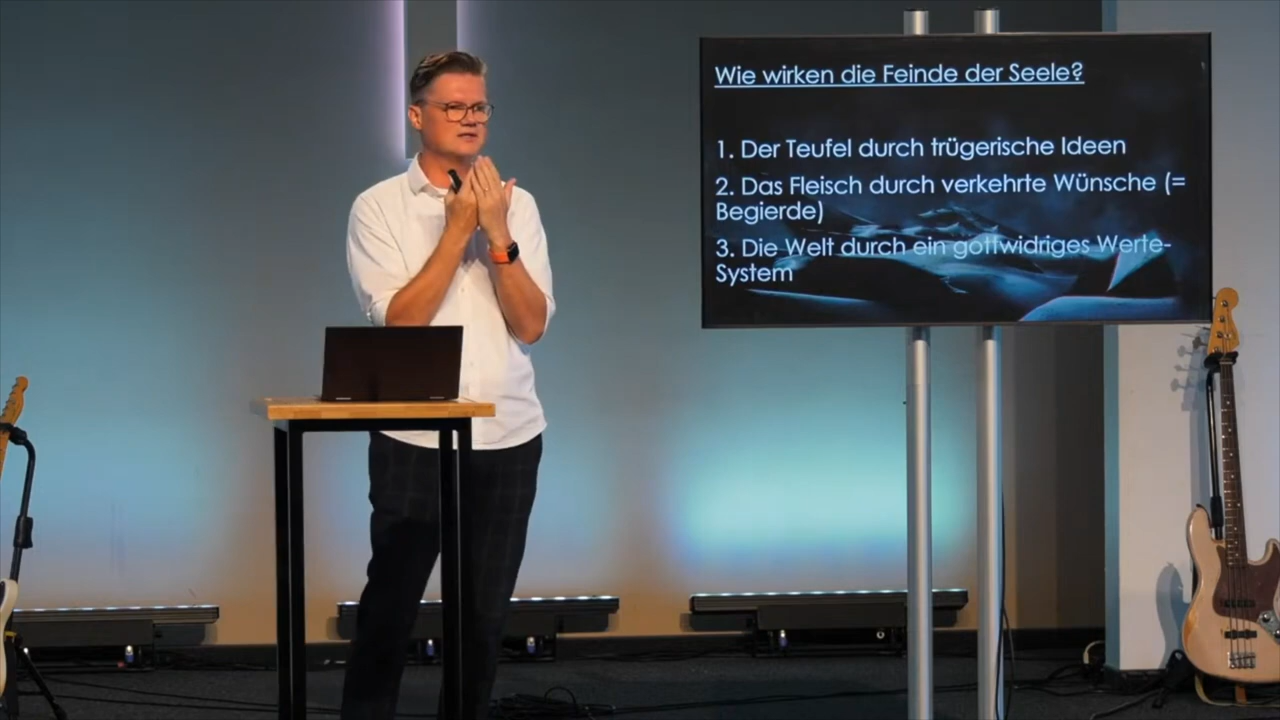 Wie wirken die Feinde der Seele?
1. Der Teufel durch trügerische Ideen
2. Das Fleisch durch verkehrte Wünsche (=
Begierde)
3. Die Welt durch ein gottwidriges Werte-
System